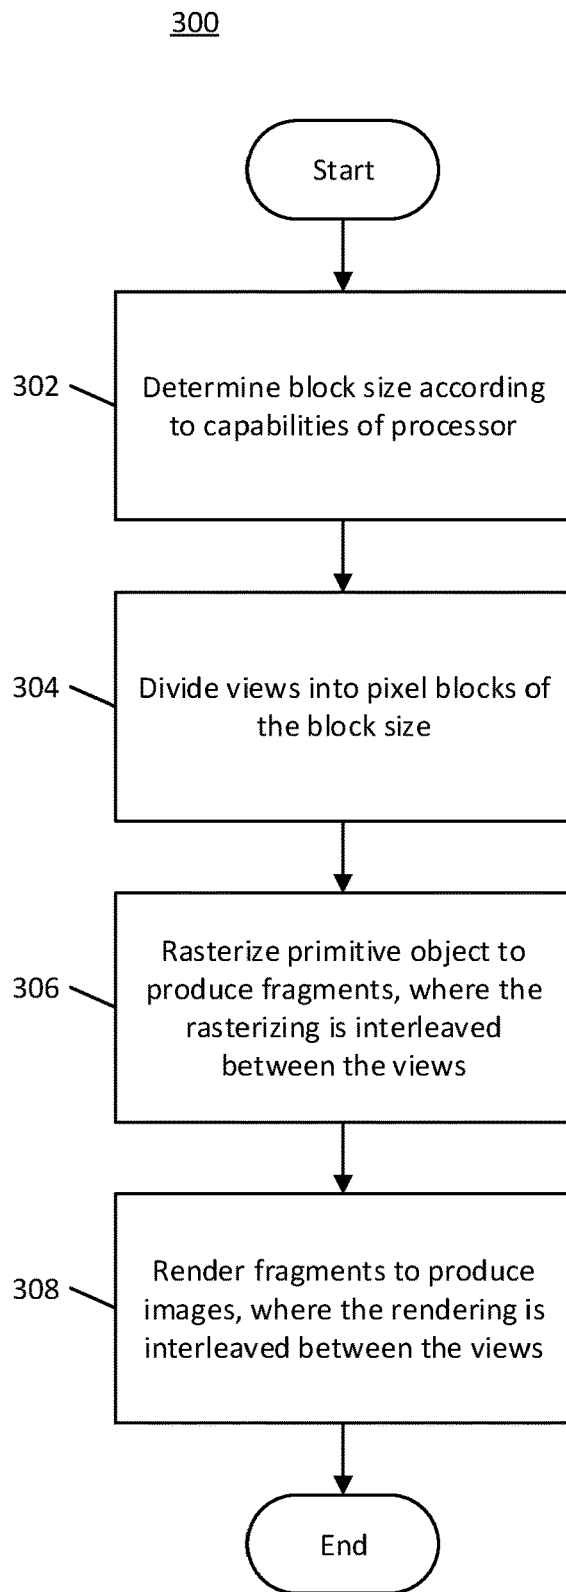 300
Start
302
Determine block size according
to capabilities of processor
304
Divide views into pixel blocks of
the block size
306
Rasterize primitive object to
produce fragments, where the
rasterizing is interleaved
between the views
308
Render fragments to produce
images, where the rendering is
interleaved between the views
End